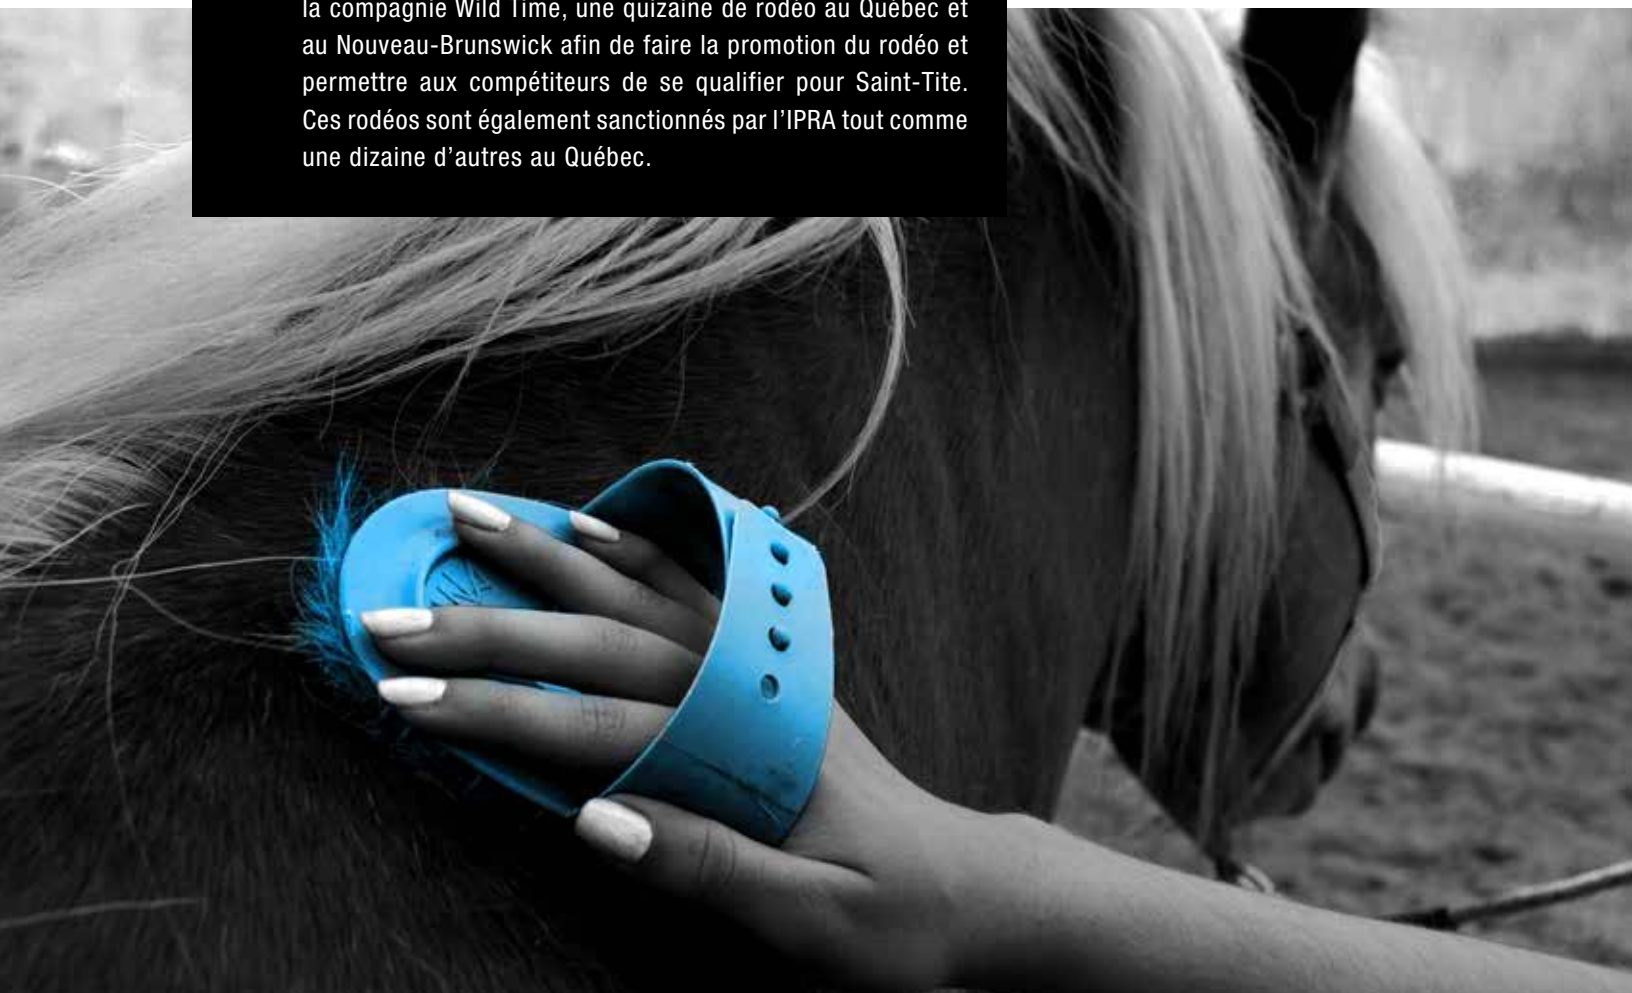 la compagnie Wild Time, une quizaine de rodéo au Québec et
au Nouveau-Brunswick afin de faire la promotion du rodéo et
permettre aux compétiteurs de se qualifier pour Saint-Tite.
Ces rodéos sont également sanctionnés par l’IPRA tout comme
une dizaine d’autres au Québec.